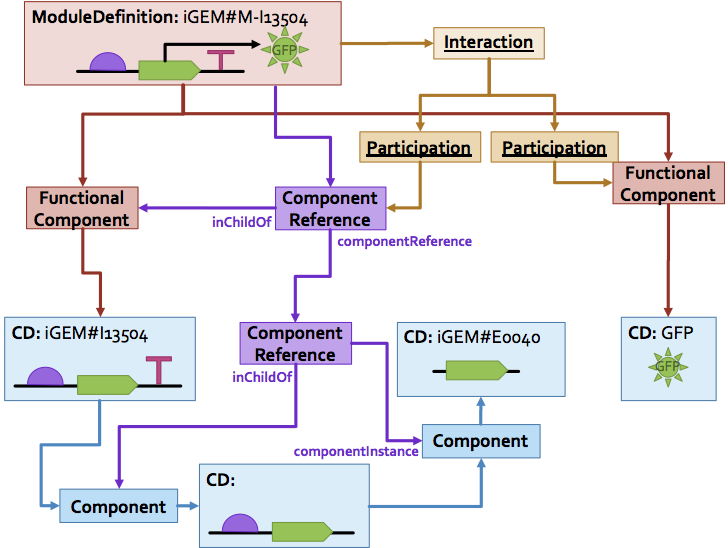 ModuleDefinition: iGEM#M-I13504
GFP
Interaction
Participation
Participation
Functional
Component
Functional
Component
Component
Reference
inChildOf
componentReference
CD: iGEM#I13504
Component
Reference
inChildOf
CD: iGEM#E0040
CD: GFP
GFP
componentInstance
Component
Component
CD: